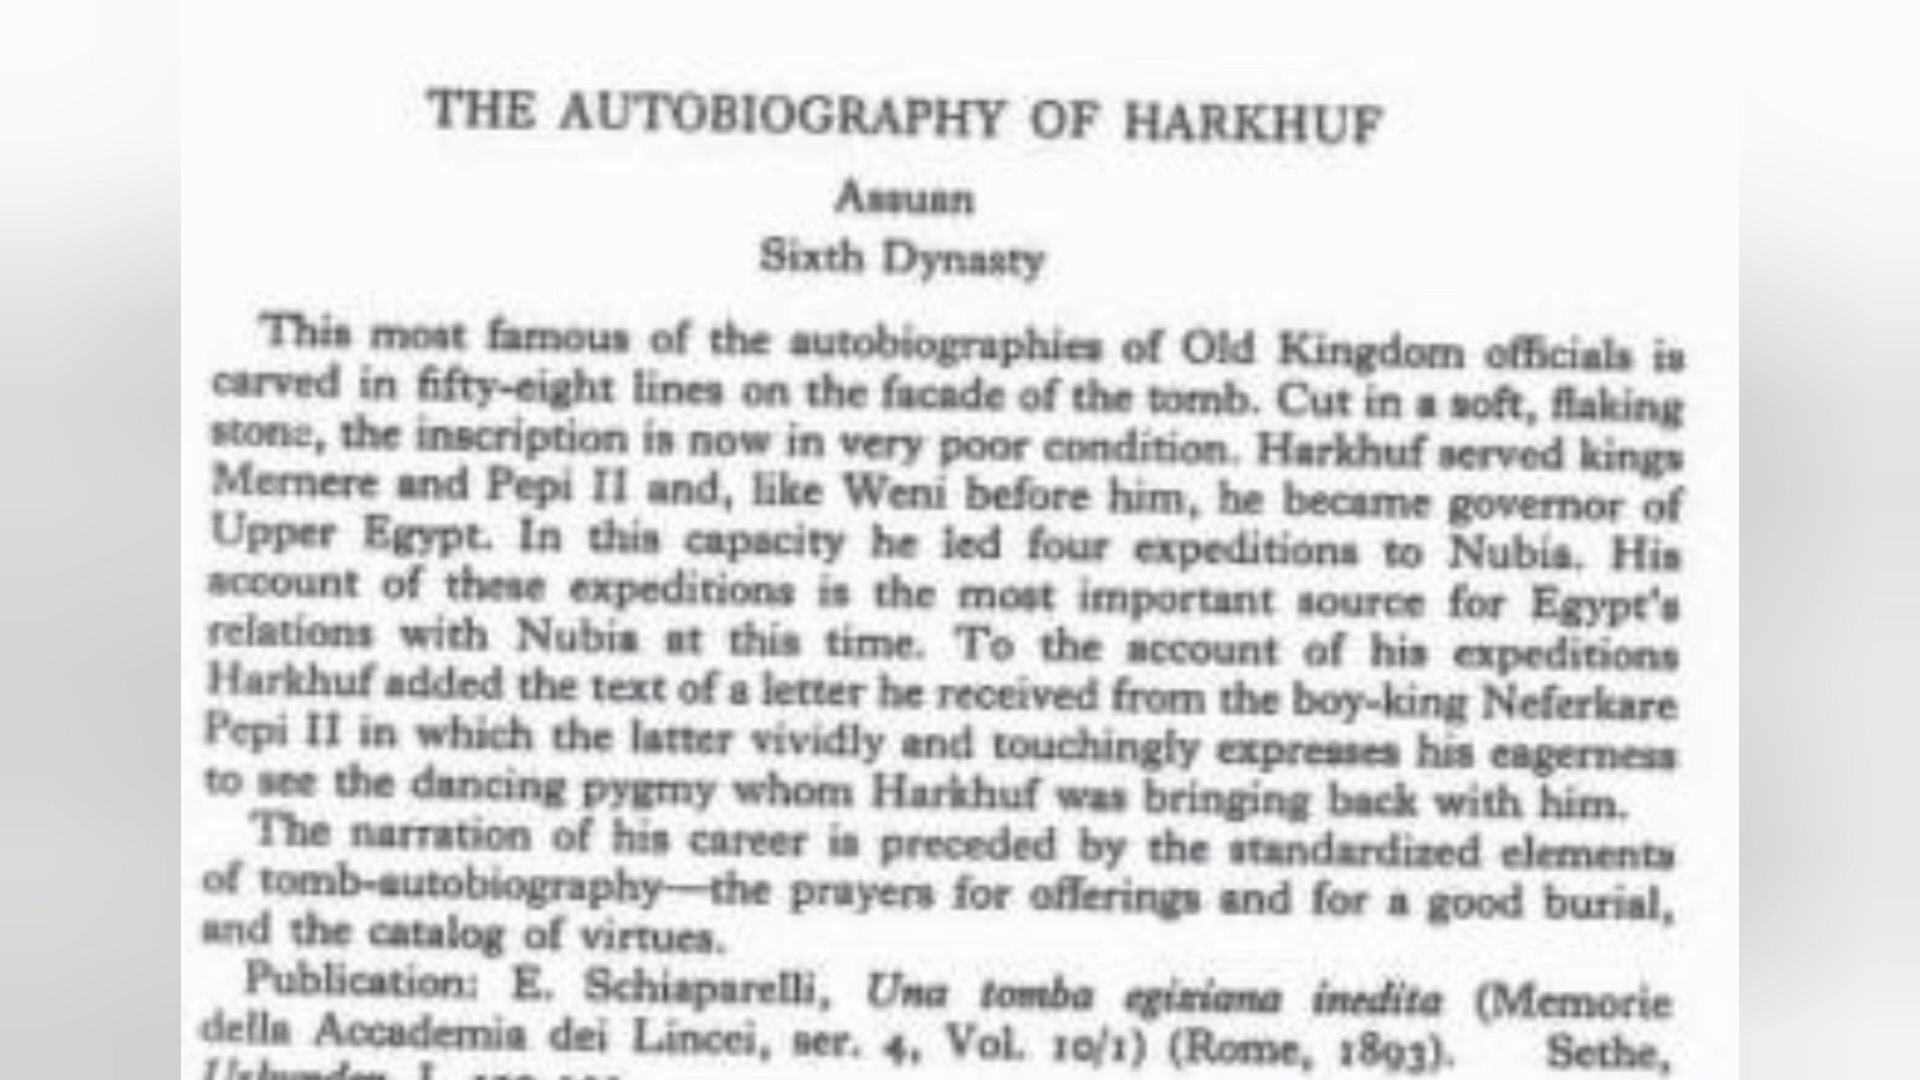 THE AUTOBIOGRAPHY OF HARKHUF
Assuan
Sixth Dynasty
This most famous of the autobiographies of Old Kingdom officials is
carved in fifty-eight lines on the facade of the tomb. Cut in a soft, flaking
stone, the inscription is now in very poor condition. Harkhuf served kings
Mernere and Pepi II and, like Weni before him, he became governor of
Upper Egypt. In this capacity he led four expeditions to Nubia. His
account of these expeditions is the most important source for Egypt's
relations with Nubia at this time. To the account of his expeditions
Harkhuf added the text of a letter he received from the boy-king Neferkare
Pepi II in which the latter vividly and touchingly expresses his eagerness
to see the dancing pygmy whom Harkhuf was bringing back with him.
The narration of his career is preceded by the standardized elements
of tomb-autobiography—the prayers for offerings and for a good burial,
and the catalog of virtues.
Publication: E. Schiaparelli, Una tomba egiziana inedita (Memorie
della Accademia dei Lincei, ser. 4, Vol. 10/1) (Rome, 1893). Sethe,